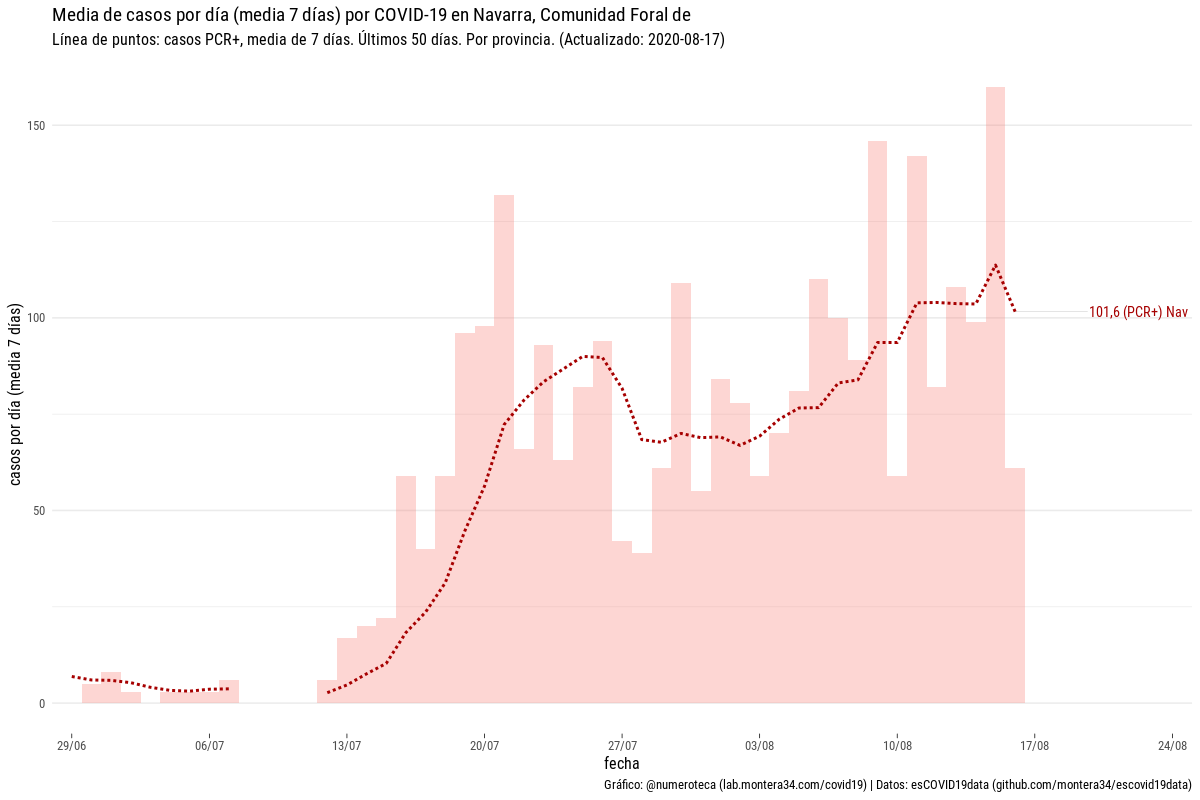 Media de casos por día (media 7 días) por COVID-19 en Navarra, Comunidad Foral de
Línea de puntos: casos PCR+, media de 7 días. Últimos 50 días. Por provincia. (Actualizado: 2020-08-17)
casos por día (media 7 días)
150
100
50
0
101,6 (PCR+) Nav
29/06
06/07
13/07
20/07
27/07
03/08
10/08
17/08
24/08
fecha
Gráfico: @numeroteca (lab.montera34.com/covid19) | Datos: esCOVID19data (github.com/montera34/escovid19data)